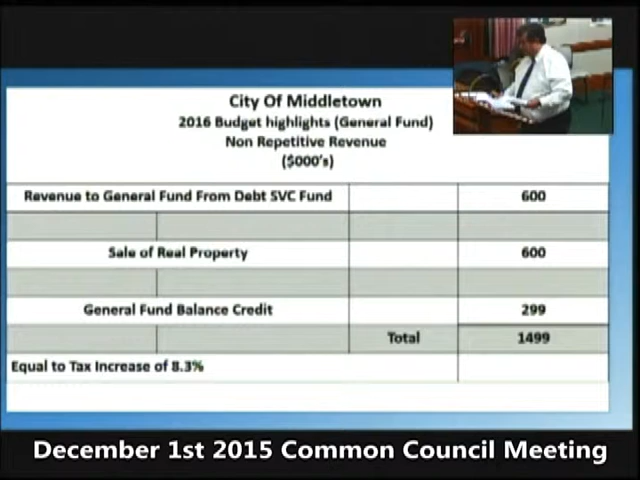 City Of Middletown
2016 Budget highlights (General Fund)
Non Repetitive Revenue
($000's)
Revenue to General Fund From Debt SVC Fund 600
Sale of Real Property 600
General Fund Balance Credit 299
Total 1499
Equal to Tax Increase of 8.3%
December 1st 2015 Common Council Meeting